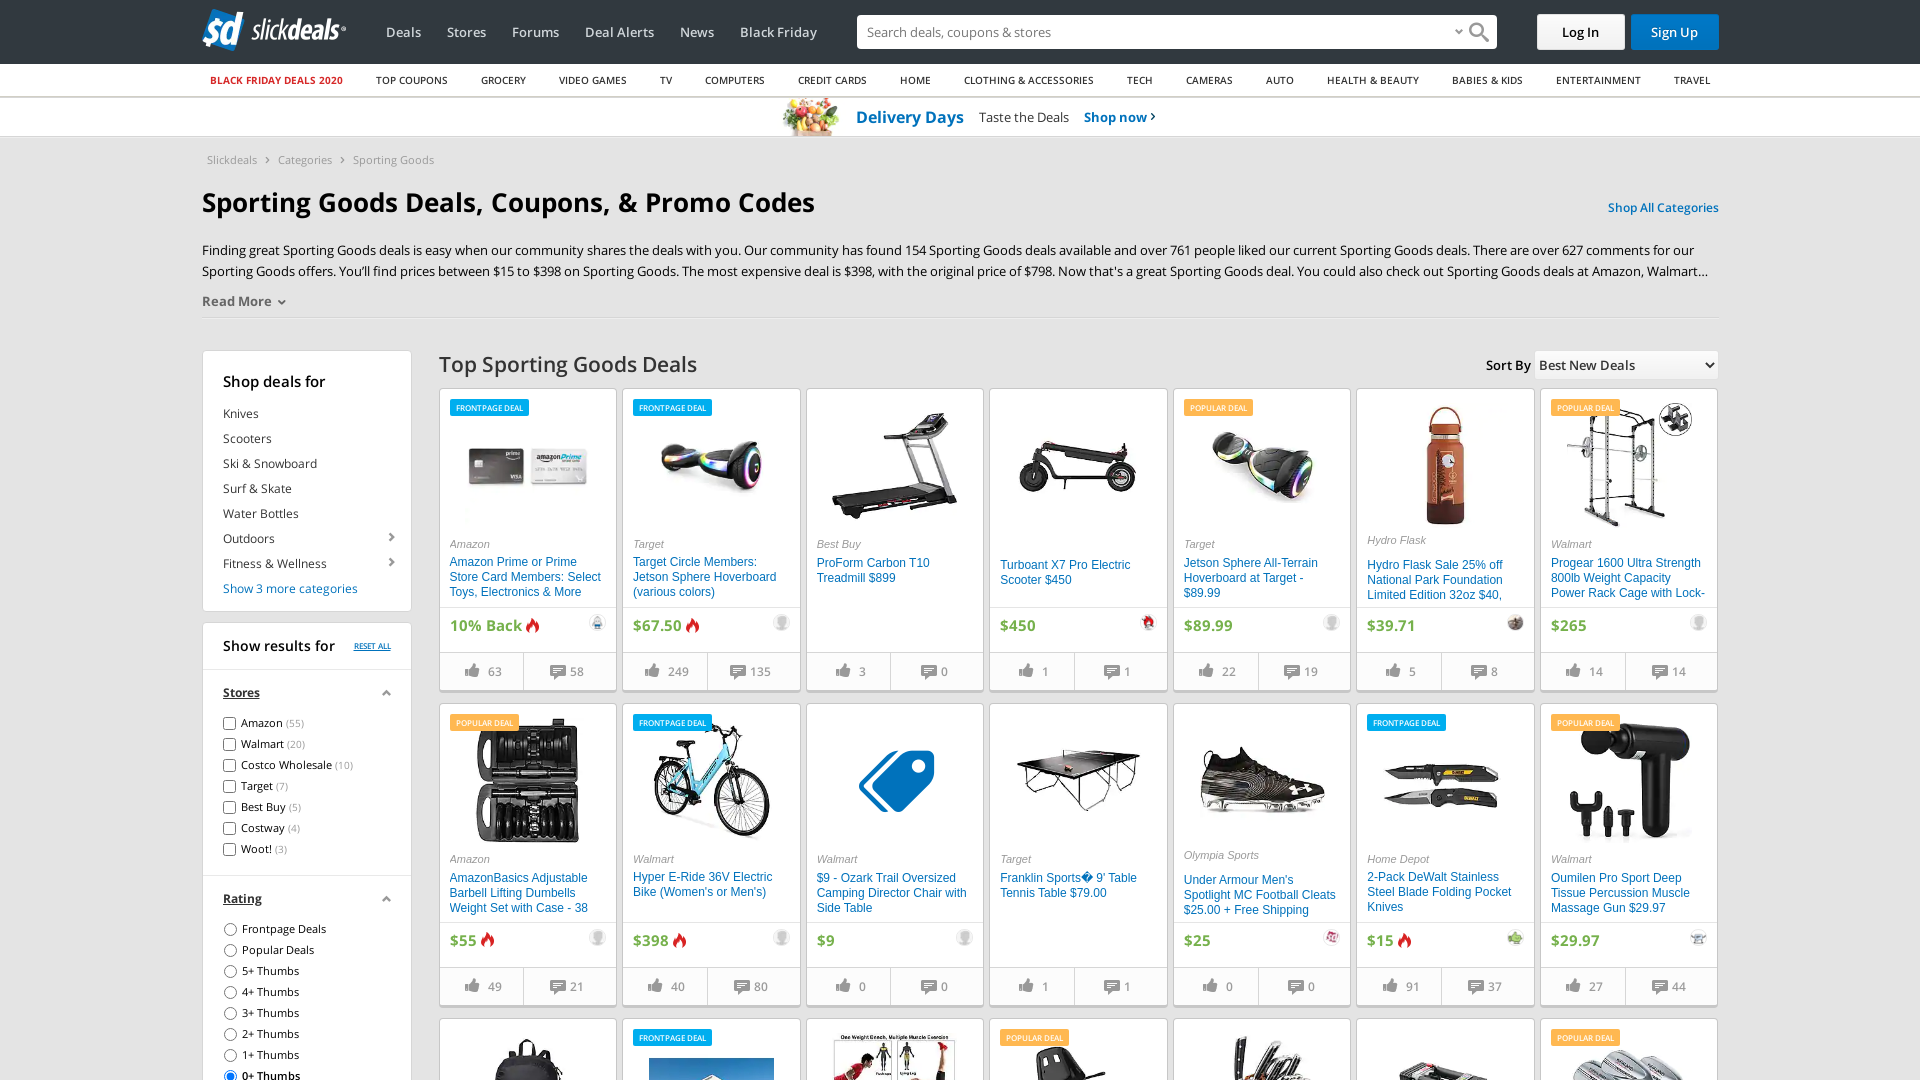 slickdeals
Deals
Stores
Forums
Deal Alerts
News
Black Friday
Search deals, coupons & stores
Log In
Sign Up
BLACK FRIDAY DEALS 2020
TOP COUPONS
GROCERY
VIDEO GAMES
TV
COMPUTERS
CREDIT CARDS
HOME
CLOTHING & ACCESSORIES
TECH
CAMERAS
AUTO
HEALTH & BEAUTY
BABIES & KIDS
ENTERTAINMENT
TRAVEL
Delivery Days Taste the Deals Shop now
Slickdeals > Categories > Sporting Goods
Sporting Goods Deals, Coupons, & Promo Codes
Shop All Categories
Finding great Sporting Goods deals is easy when our community shares the deals with you. Our community has found 154 Sporting Goods deals available and over 761 people liked our current Sporting Goods deals. There are over 627 comments for our
Sporting Goods offers. You’ll find prices between $15 to $398 on Sporting Goods. The most expensive deal is $398, with the original price of $798. Now that's a great Sporting Goods deal. You could also check out Sporting Goods deals at Amazon, Walmart...
Read More
Shop deals for
Knives
Scooters
Ski & Snowboard
Surf & Skate
Water Bottles
Outdoors
Fitness & Wellness
Show 3 more categories
Show results for
RESET ALL
Stores
Amazon (55)
Walmart (20)
Costco Wholesale (10)
Target (7)
Best Buy (5)
Costway (4)
Woot! (3)
Rating
Frontpage Deals
Popular Deals
5+ Thumbs
4+ Thumbs
3+ Thumbs
2+ Thumbs
1+ Thumbs
0+ Thumbs
Top Sporting Goods Deals
Sort By Best New Deals
FRONTPAGE DEAL
Amazon
Amazon Prime or Prime
Store Card Members: Select
Toys, Electronics & More
10% Back
63
58
FRONTPAGE DEAL
Target
Target Circle Members:
Jetson Sphere Hoverboard
(various colors)
$67.50
249
135
Best Buy
ProForm Carbon T10
Treadmill $899
3
0
Turboant X7 Pro Electric
Scooter $450
$450
1
1
POPULAR DEAL
Target
Jetson Sphere All-Terrain
Hoverboard at Target -
$89.99
$89.99
22
19
Hydro Flask
Hydro Flask Sale 25% off
National Park Foundation
Limited Edition 32oz $40,
$39.71
5
8
POPULAR DEAL
Walmart
Progear 1600 Ultra Strength
800lb Weight Capacity
Power Rack Cage with Lock-
$265
14
14
POPULAR DEAL
Amazon
AmazonBasics Adjustable
Barbell Lifting Dumbells
Weight Set with Case - 38
$55
49
21
FRONTPAGE DEAL
Walmart
Hyper E-Ride 36V Electric
Bike (Women's or Men's)
$398
40
80
Walmart
$9 - Ozark Trail Oversized
Camping Director Chair with
Side Table
$9
0
0
Target
Franklin Sports� 9' Table
Tennis Table $79.00
1
1
Olympia Sports
Under Armour Men's
Spotlight MC Football Cleats
$25.00 + Free Shipping
$25
0
0
FRONTPAGE DEAL
Home Depot
2-Pack DeWalt Stainless
Steel Blade Folding Pocket
Knives
$15
91
37
POPULAR DEAL
Walmart
Oumilen Pro Sport Deep
Tissue Percussion Muscle
Massage Gun $29.97
$29.97
27
44
FRONTPAGE DEAL
One Weight Bench, Multiple Muscle Exercises
POPULAR DEAL
POPULAR DEAL